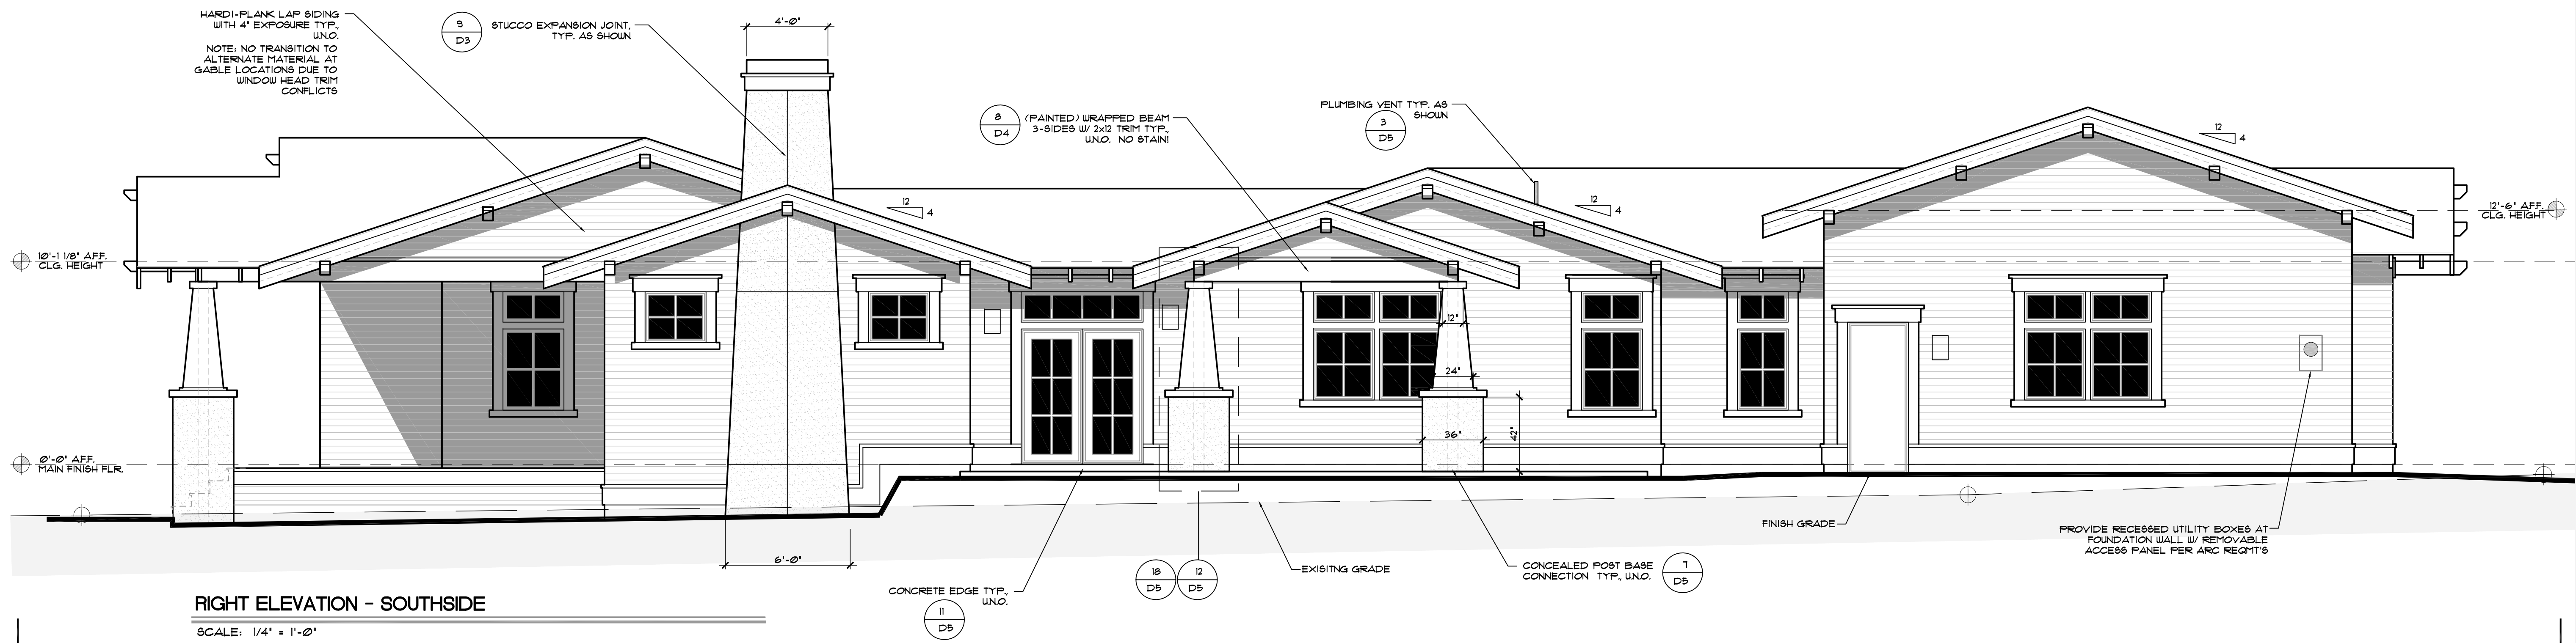 HARDI-PLANK LAP SIDING
WITH 4" EXPOSURE TYP.,
U.N.O.
NOTE: NO TRANSITION TO
ALTERNATE MATERIAL AT
GABLE LOCATIONS DUE TO
WINDOW HEAD TRIM
CONFLICTS
9
D3
STUCCO EXPANSION JOINT,
TYP. AS SHOWN
4'-0"
8
D4
(PAINTED) WRAPPED BEAM
3-SIDES W/ 2x12 TRIM TYP.,
U.N.O. NO STAIN!
PLUMBING VENT TYP. AS
SHOWN
3
D5
12
4
12
4
12
4
12'-6" A.F.F.
CLG. HEIGHT
10'-1 1/8" A.F.F.
CLG. HEIGHT
12"
24"
36"
42"
0'-0" A.F.F.
MAIN FINISH FLR.
6'-0"
CONCRETE EDGE TYP.,
U.N.O.
11
D5
18
D5
12
D5
EXISITNG GRADE
CONCEALED POST BASE
CONNECTION TYP., U.N.O.
7
D5
FINISH GRADE
PROVIDE RECESSED UTILITY BOXES AT
FOUNDATION WALL W/ REMOVABLE
ACCESS PANEL PER ARC REQMT'S
RIGHT ELEVATION - SOUTHSIDE
SCALE: 1/4" = 1'-0"